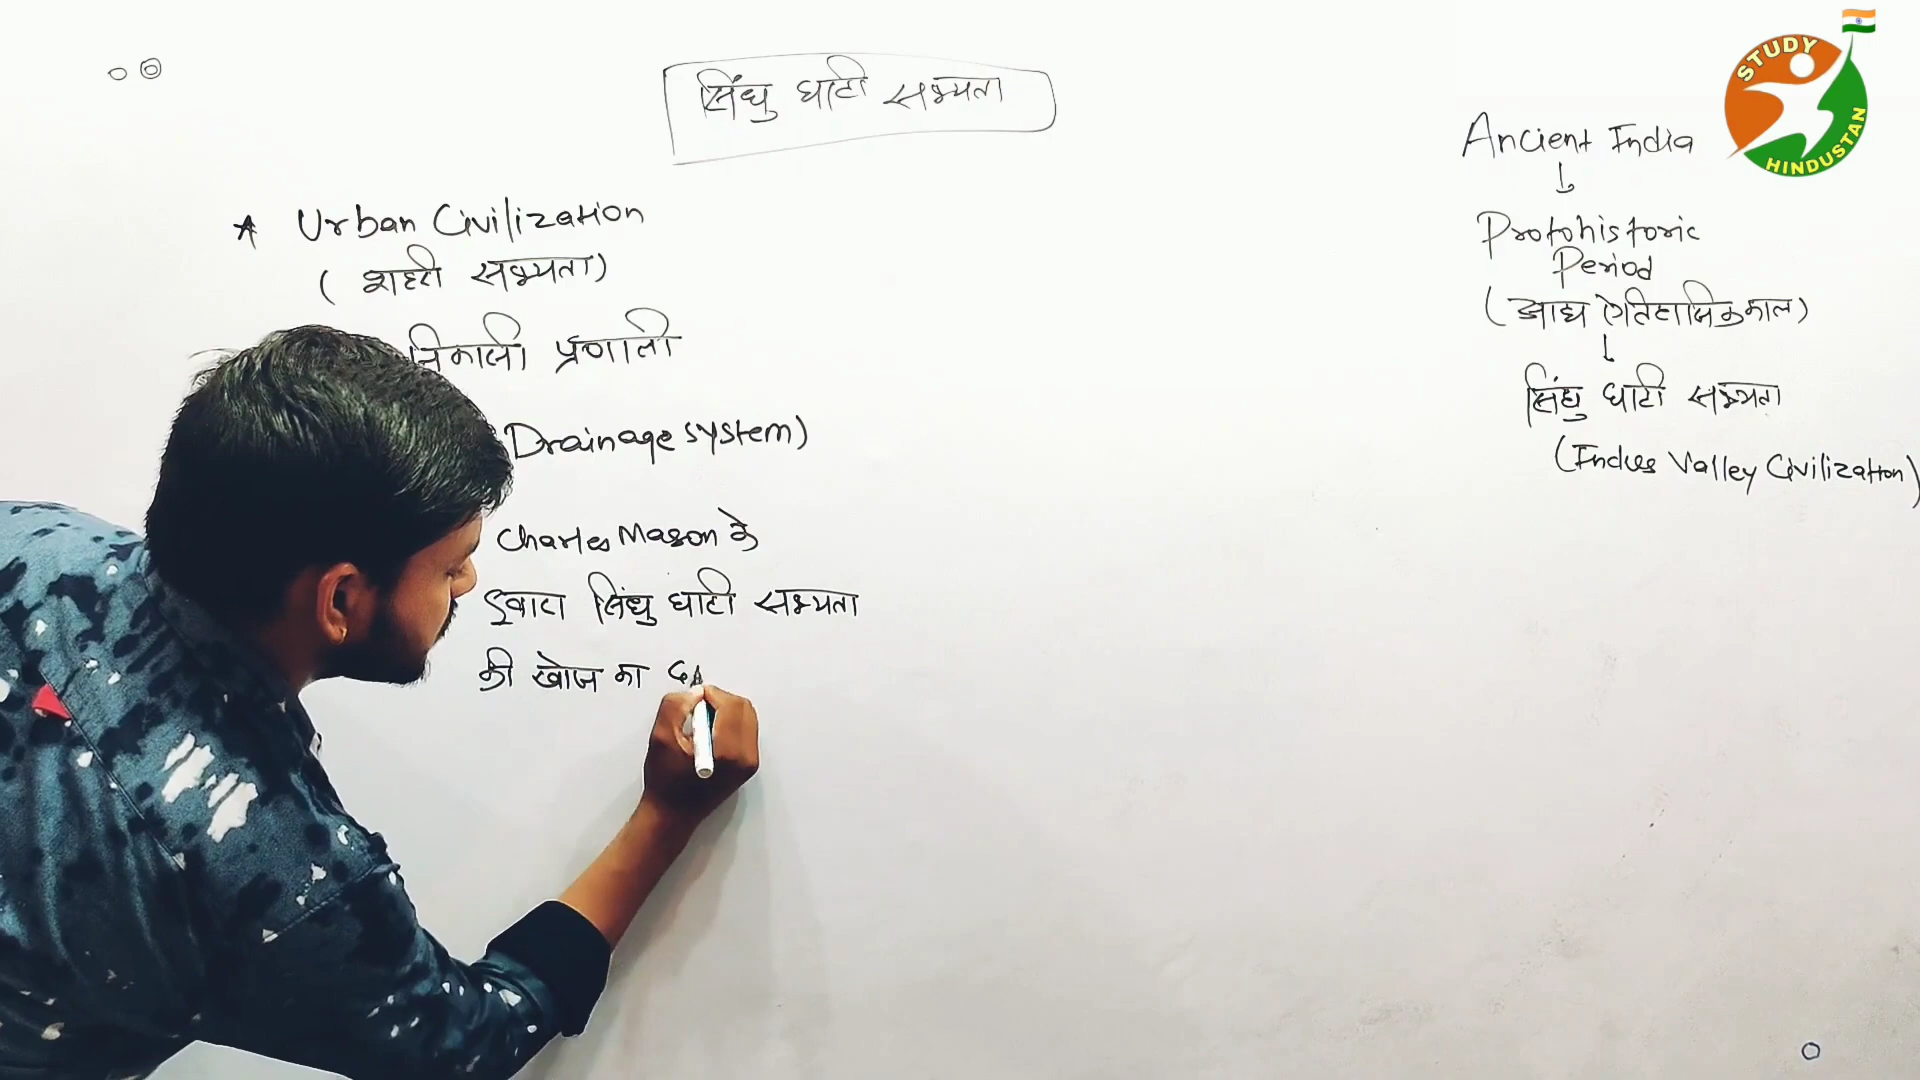 सिंधु घाटी सभ्यता
* Urban Civilization
(शहरी सभ्यता)
निकासी प्रणाली
Drainage system)
Charles Mason के
द्वारा सिंधु घाटी सभ्यता
की खोज का
Ancient India
↓
Protohistoric
Period
(आद्य ऐतिहासिक काल)
↓
सिंधु घाटी सभ्यता
(Indus Valley Civilization)
STUDY
HINDUSTAN